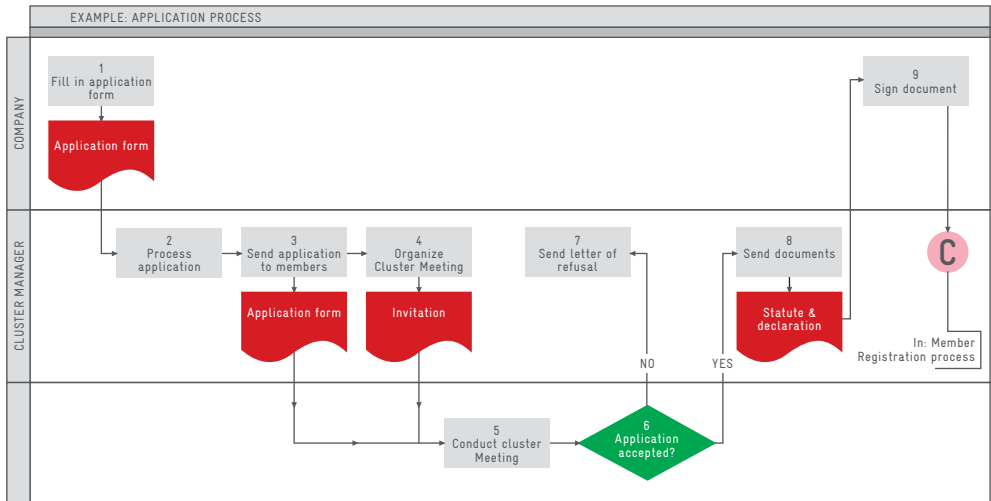 EXAMPLE: APPLICATION PROCESS
COMPANY
1
Fill in application
form
Application form
9
Sign document
CLUSTER MANAGER
2
Process
application
3
Send application
to members
Application form
4
Organize
Cluster Meeting
Invitation
7
Send letter of
refusal
8
Send documents
Statute &
declaration
C
In: Member
Registration process
NO
YES
5
Conduct cluster
Meeting
6
Application
accepted?